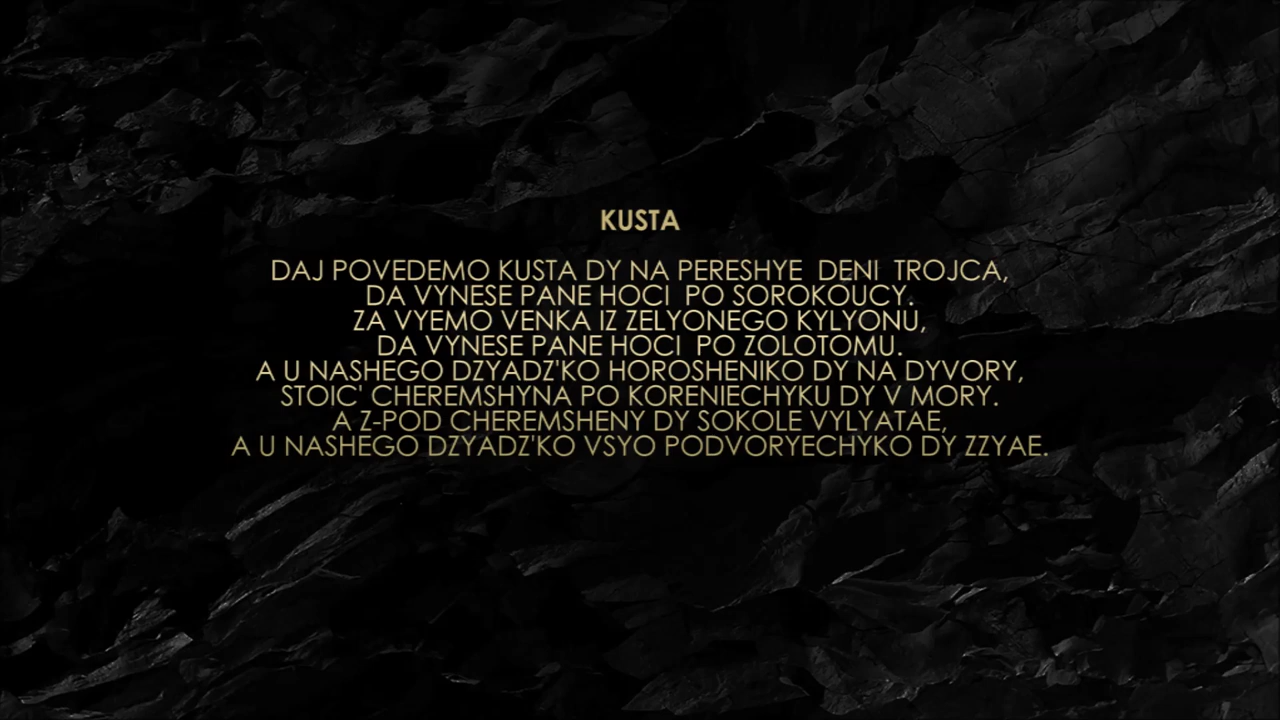 KUSTA
DAJ POVEDEMO KUSTA DY NA PERESHYE DENI TROJCA,
DA VYNESE PANE HOCI PO SOROKOUCY.
ZA VYEMO VENKA IZ ZELYONEGO KYLYONU,
DA VYNESE PANE HOCI PO ZOLOTOMU.
A U NASHEGO DZYADZ'KO HOROSHENIKO DY NA DYVORY,
STOIC' CHEREMSHYNA PO KORENIECHYKU DY V MORY.
A Z-POD CHEREMSHENY DY SOKOLE VYLYATAE,
A U NASHEGO DZYADZ'KO VSYO PODVORYECHYKO DY ZZYAE.